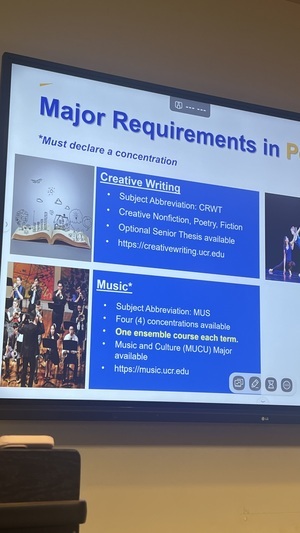 Major Requirements in P
*Must declare a concentration
Creative Writing
• Subject Abbreviation: CRWT
• Creative Nonfiction, Poetry, Fiction
• Optional Senior Thesis available
• https://creativewriting.ucr.edu
Music*
• Subject Abbreviation: MUS
• Four (4) concentrations available
• One ensemble course each term.
• Music and Culture (MUCU) Major
available
• https://music.ucr.edu
LG